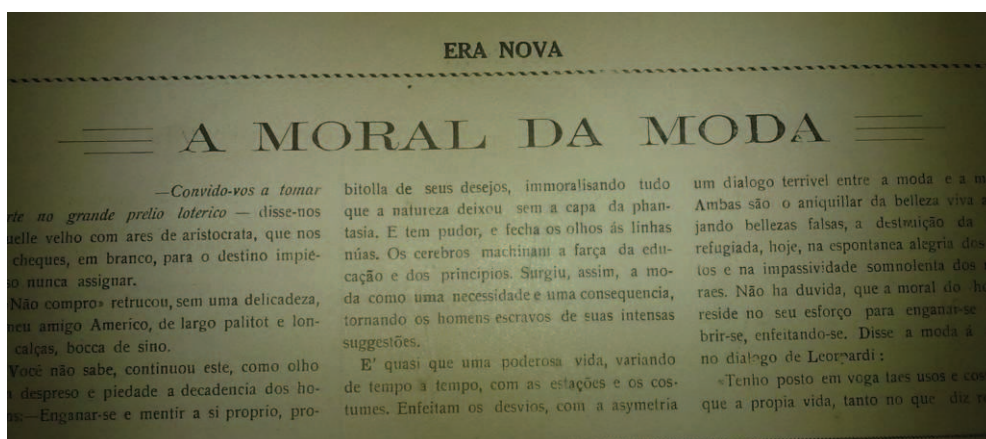 ERA NOVA
A MORAL DA MODA
—Convido-vos a tomar
rte no grande prelio loterico — disse-nos
uelle velho com ares de aristocrata, que nos
cheques, em branco, para o destino impie-
so nunca assignar.
Não compro» retrucou, sem uma delicadeza,
meu amigo Americo, de largo palitot e lon-
calças, bocca de sino.
Você não sabe, continuou este, como olho
despreso e piedade a decadencia dos ho-
ns:—Enganar-se e mentir a si proprio, pro-
bitolla de seus desejos, immoralisando tudo
que a natureza deixou sem a capa da phan-
tasia. E tem pudor, e fecha os olhos ás linhas
núas. Os cerebros machinam a farça da edu-
cação e dos principios. Surgiu, assim, a mo-
da como uma necessidade e uma consequencia,
tornando os homens escravos de suas intensas
suggestões.
E' quasi que uma poderosa vida, variando
de tempo a tempo, com as estações e os cos-
tumes. Enfeitam os desvios, com a asymetria
um dialogo terrivel entre a moda e a m
Ambas são o aniquillar da belleza viva
jando bellezas falsas, a destruição da
refugiada, hoje, na espontanea alegria dos
tos e na impassividade somnolenta dos
raes. Não ha duvida, que a moral do
reside no seu esforço para enganar-se
brir-se, enfeitando-se. Disse a moda á
no dialogo de Leopardi :
«Tenho posto em voga taes usos e cos
que a propia vida, tanto no que diz